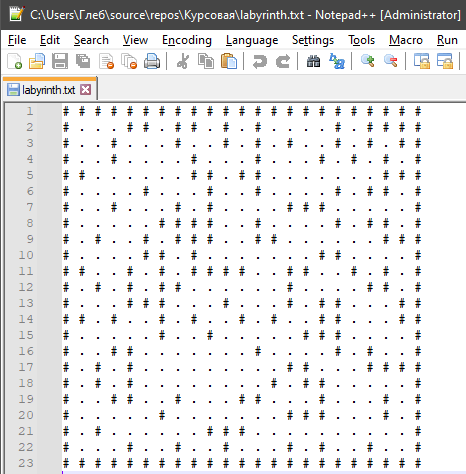 C:\Users\Глеб\source\repos\Курсовая\labyrinth.txt - Notepad++ [Administrator]
File Edit Search View Encoding Language Settings Tools Macro Run
labyrinth.txt
1 # # # # # # # # # # # # # # # # # # # # # # #
2 # . . . # # . # # . # . # . . . . # . # # # #
3 # . . # . . . # . . # . # . # . . # . # . # #
4 # . . # . . . . # . . . # . . . # . # . # . #
5 # # . . . . . . # # . # # . . . . . . . # # #
6 # . . . . # . . . # . . # . . . . # . # # . #
7 # . . # . . . # . # . . . . # # # . . . . . #
8 # . . . . . # # # # . . # . . . . # . # # . #
9 # . # . . # . # # # . . # # . . . . . . # # #
10 # . . . . # # . # . . . . . . . # # . . . . #
11 # # . . # . # . # # # # . . # # . . # . # . #
12 # . # . # . # # . . . . . . # . . . . # # . #
13 # . . . # # # . . . # . . . # . # # . . . # #
14 # # . # . . # . # . . # . # . . # # . . . # #
15 # . . . . . # . . # . . . . . # # # . . . . #
16 # . . # # . . . . . . . # . . . . # . # . . #
17 # . # . # . . . . . . . . . # # . . . # # # #
18 # . # . # . . . . . . . . # . # # . . . . . #
19 # . . # # . . # . . . # # . . . # . . . # . #
20 # . . . . . # . . . . . . . # # # . . . # . #
21 # . # . . . . . . # # # . . . . . . . . . . #
22 # . . . # . . # . . # . . . # . # . . # . . #
23 # # # # # # # # # # # # # # # # # # # # # # #